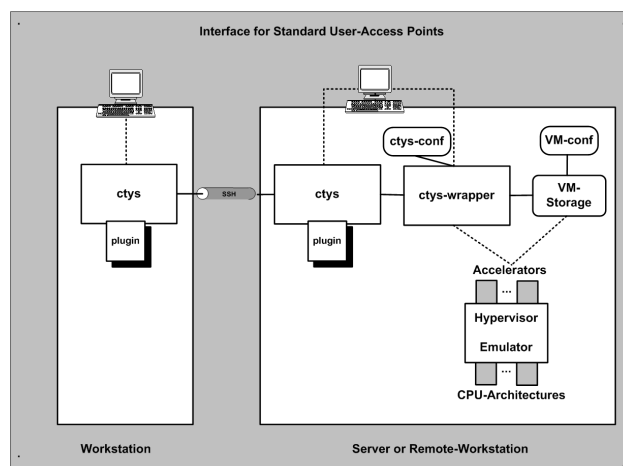 Interface for Standard User-Access Points
ctys-conf
VM-conf
ctys
SSH
ctys
ctys-wrapper
VM-
Storage
plugin
plugin
Accelerators
...
Hypervisor
Emulator
...
CPU-Architectures
Workstation
Server or Remote-Workstation